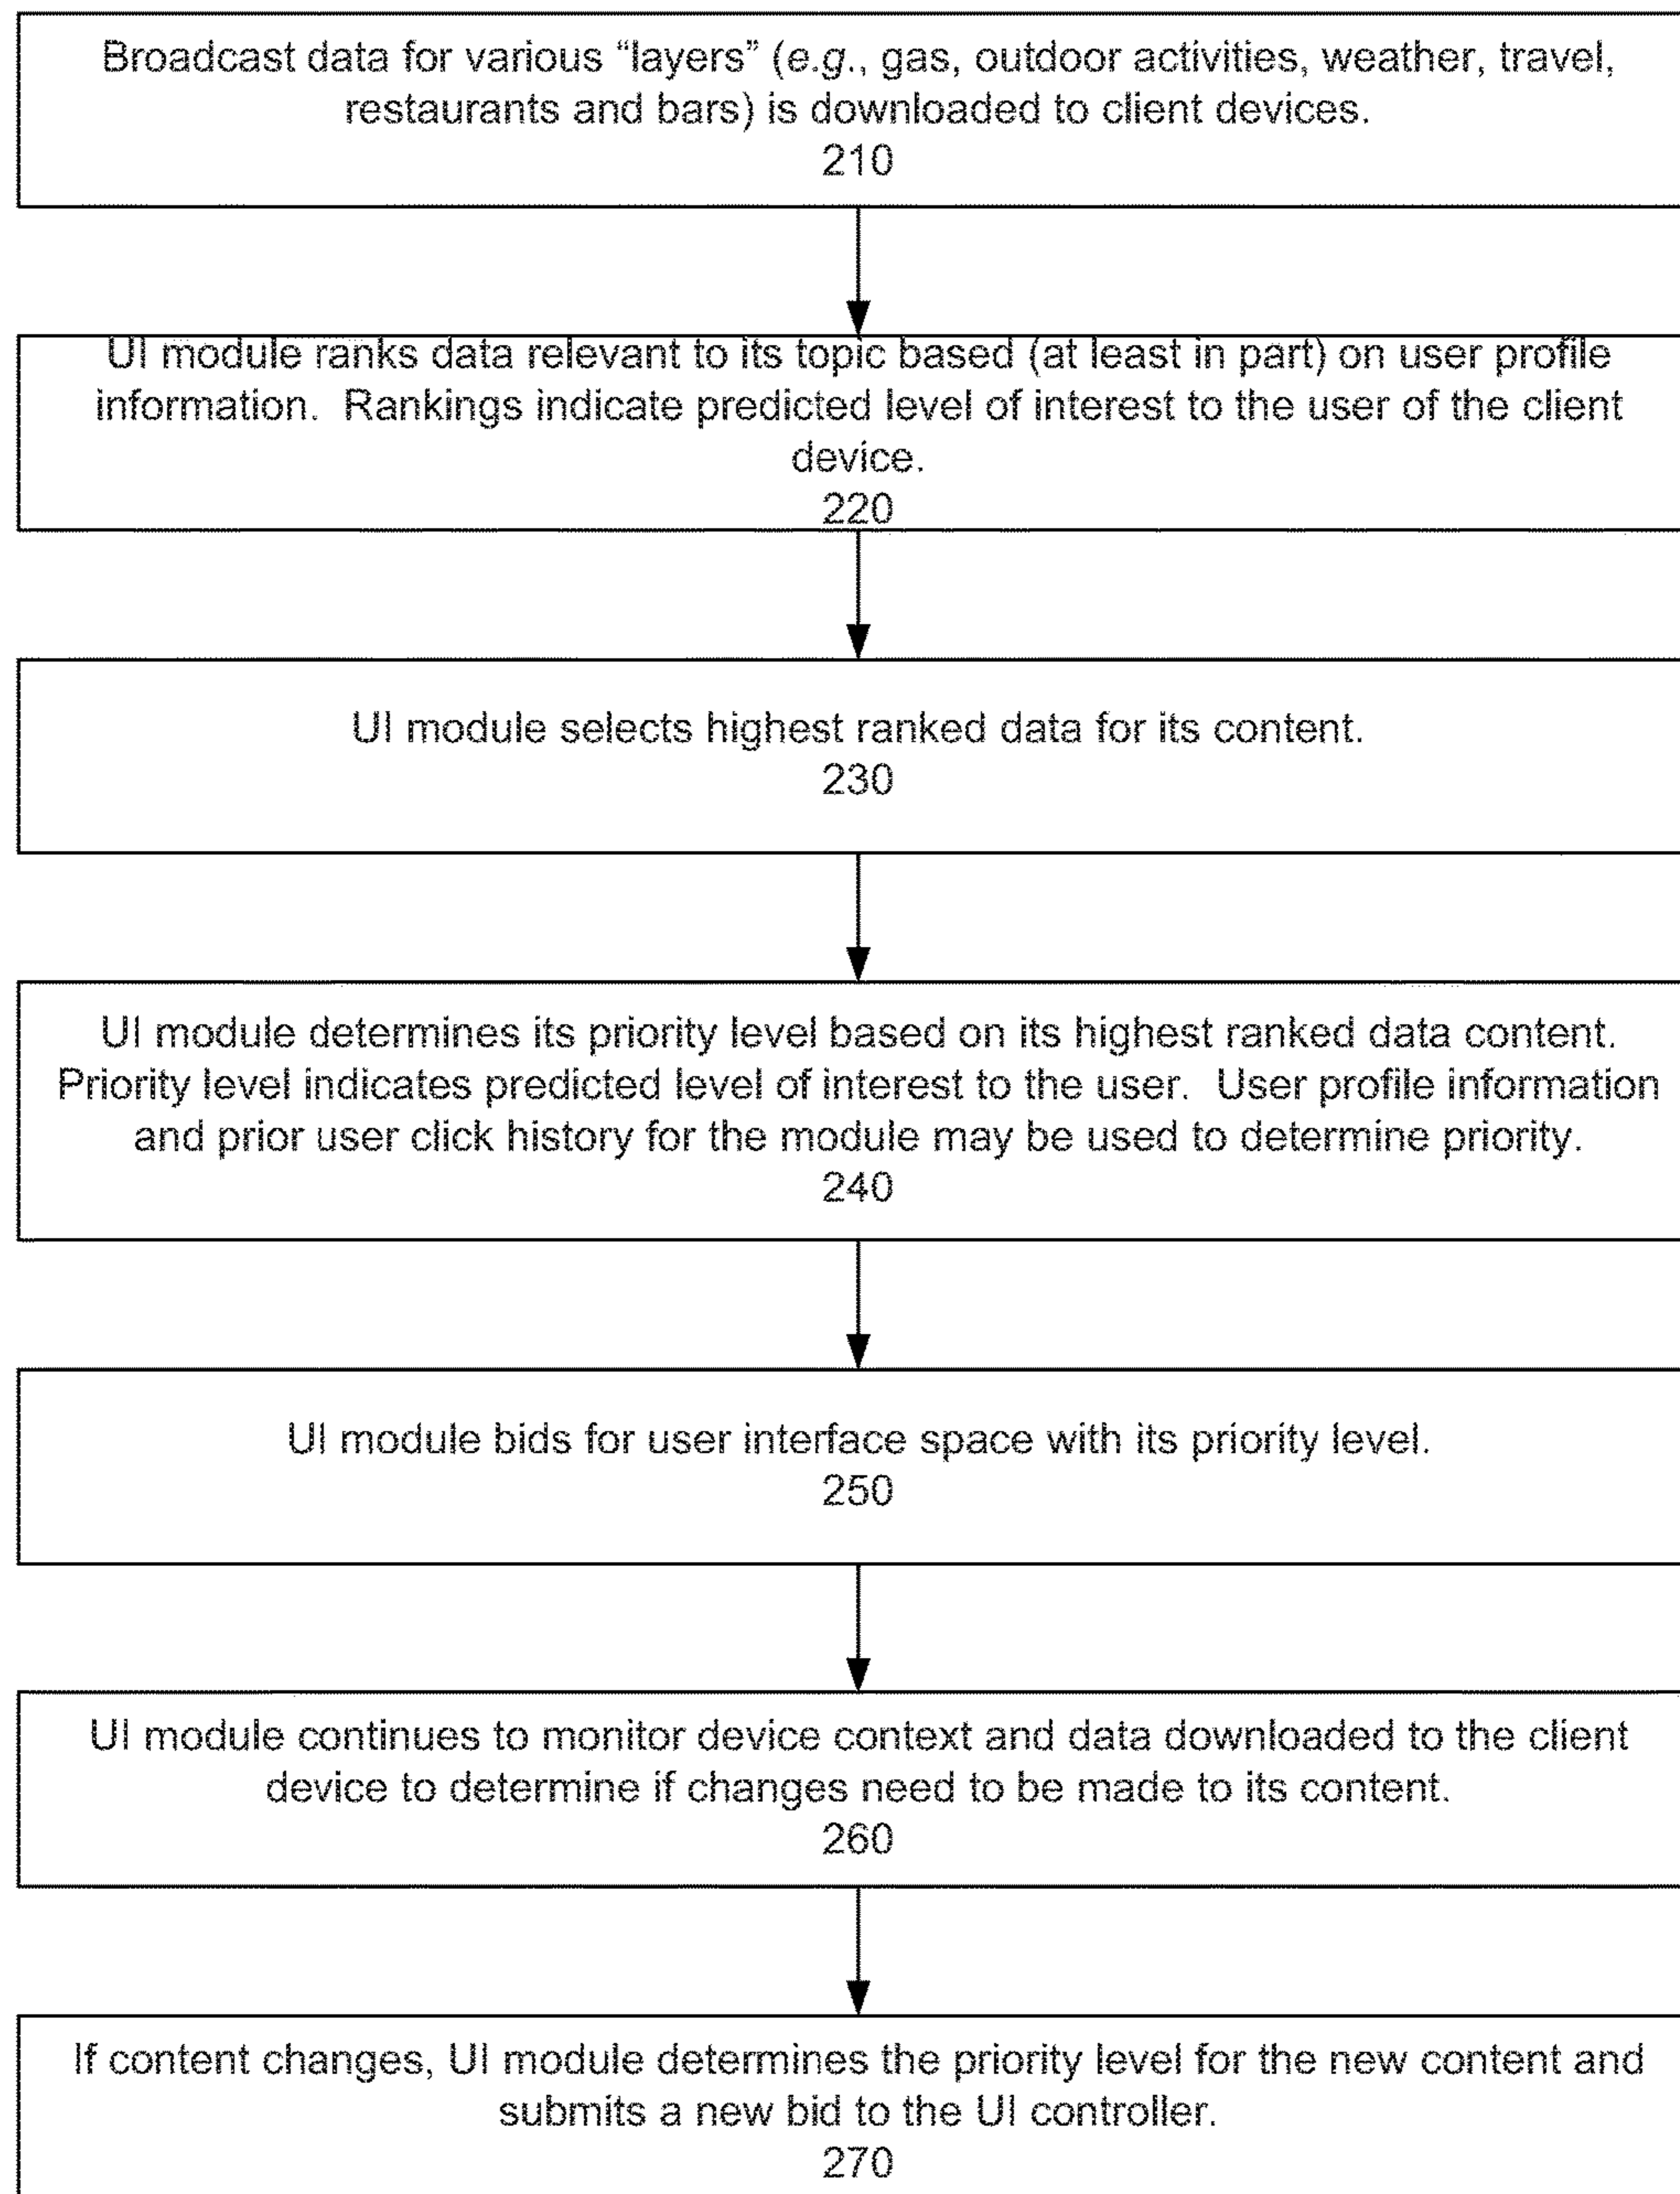 Broadcast data for various “layers” (e.g., gas, outdoor activities, weather, travel,
restaurants and bars) is downloaded to client devices.
210
UI module ranks data relevant to its topic based (at least in part) on user profile
information.  Rankings indicate predicted level of interest to the user of the client
device.
220
UI module selects highest ranked data for its content.
230
UI module determines its priority level based on its highest ranked data content.
Priority level indicates predicted level of interest to the user.  User profile information
and prior user click history for the module may be used to determine priority.
240
UI module bids for user interface space with its priority level.
250
UI module continues to monitor device context and data downloaded to the client
device to determine if changes need to be made to its content.
260
If content changes, UI module determines the priority level for the new content and
submits a new bid to the UI controller.
270